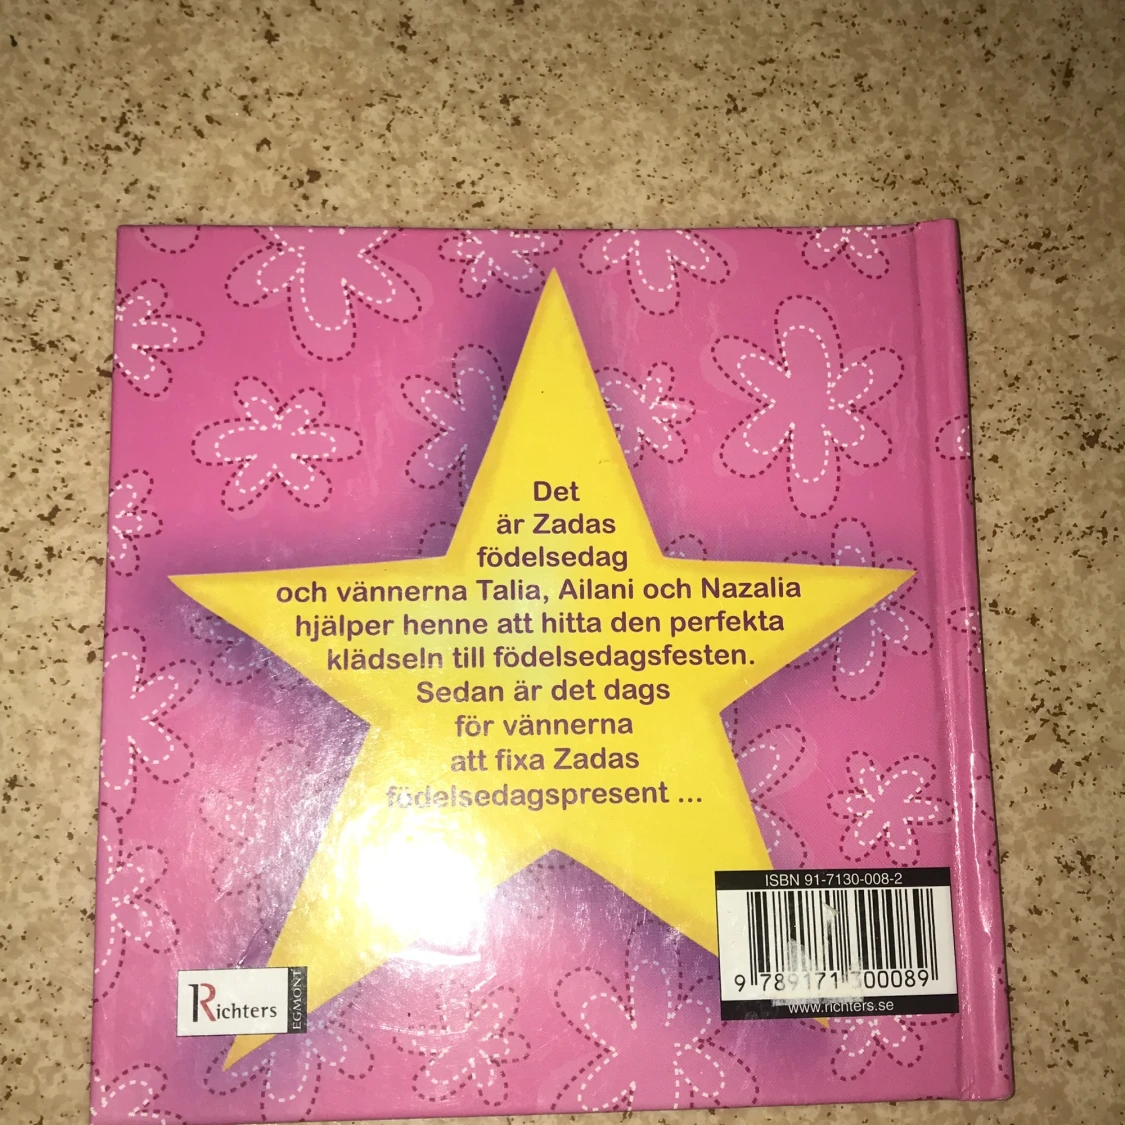 Det
är Zadas
födelsedag
och vännerna Talia, Ailani och Nazalia
hjälper henne att hitta den perfekta
klädseln till födelsedagsfesten.
Sedan är det dags
för vännerna
att fixa Zadas
födelsedagspresent ...
ISBN 91-7130-008-2
9 789171 300089
www.richters.se
Richters
EGMONT